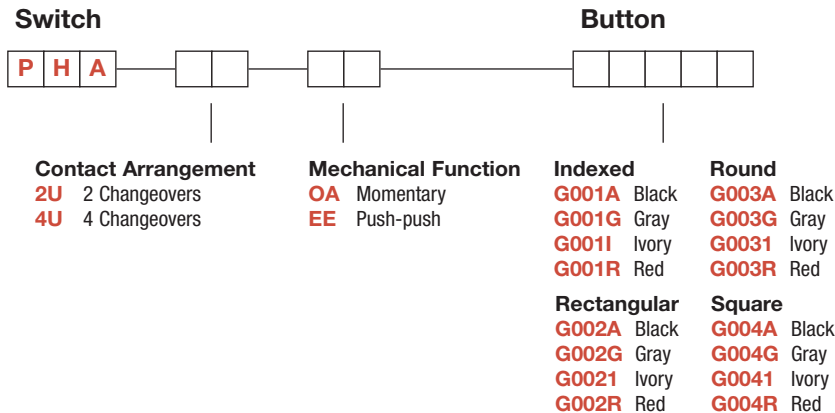 Switch
Button
P H A
Contact Arrangement
2U 2 Changeovers
4U 4 Changeovers
Mechanical Function
OA Momentary
EE Push-push
Indexed
G001A Black
G001G Gray
G001I Ivory
G001R Red
Round
G003A Black
G003G Gray
G0031 Ivory
G003R Red
Rectangular
G002A Black
G002G Gray
G0021 Ivory
G002R Red
Square
G004A Black
G004G Gray
G0041 Ivory
G004R Red